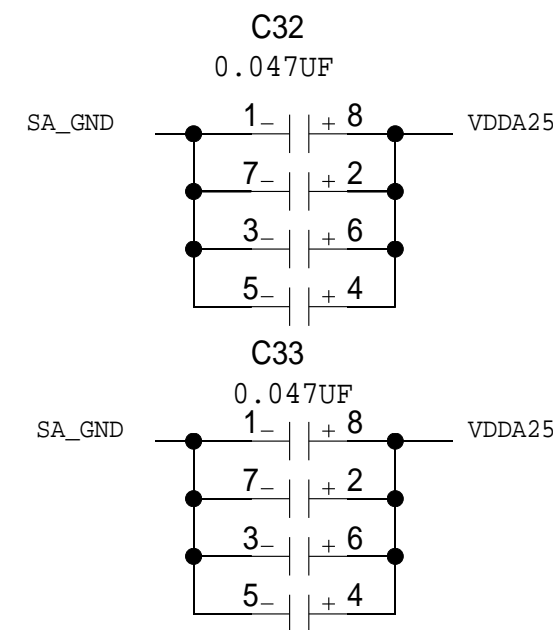 C32
0.047UF
SA_GND 1 - + 8 VDDA25
7 - + 2
3 - + 6
5 - + 4
C33
0.047UF
SA_GND 1 - + 8 VDDA25
7 - + 2
3 - + 6
5 - + 4